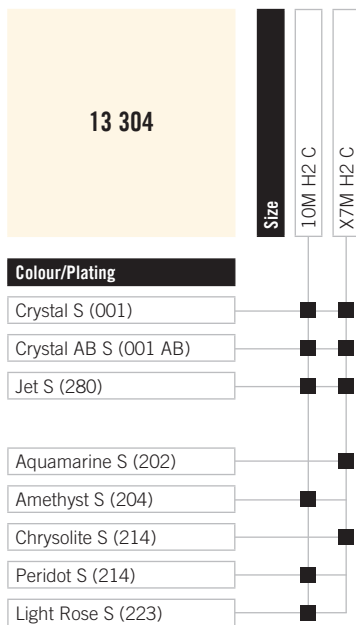 13 304
Size
10M H2 C
X7M H2 C
Colour/Plating
Crystal S (001)
Crystal AB S (001 AB)
Jet S (280)
Aquamarine S (202)
Amethyst S (204)
Chrysolite S (214)
Peridot S (214)
Light Rose S (223)